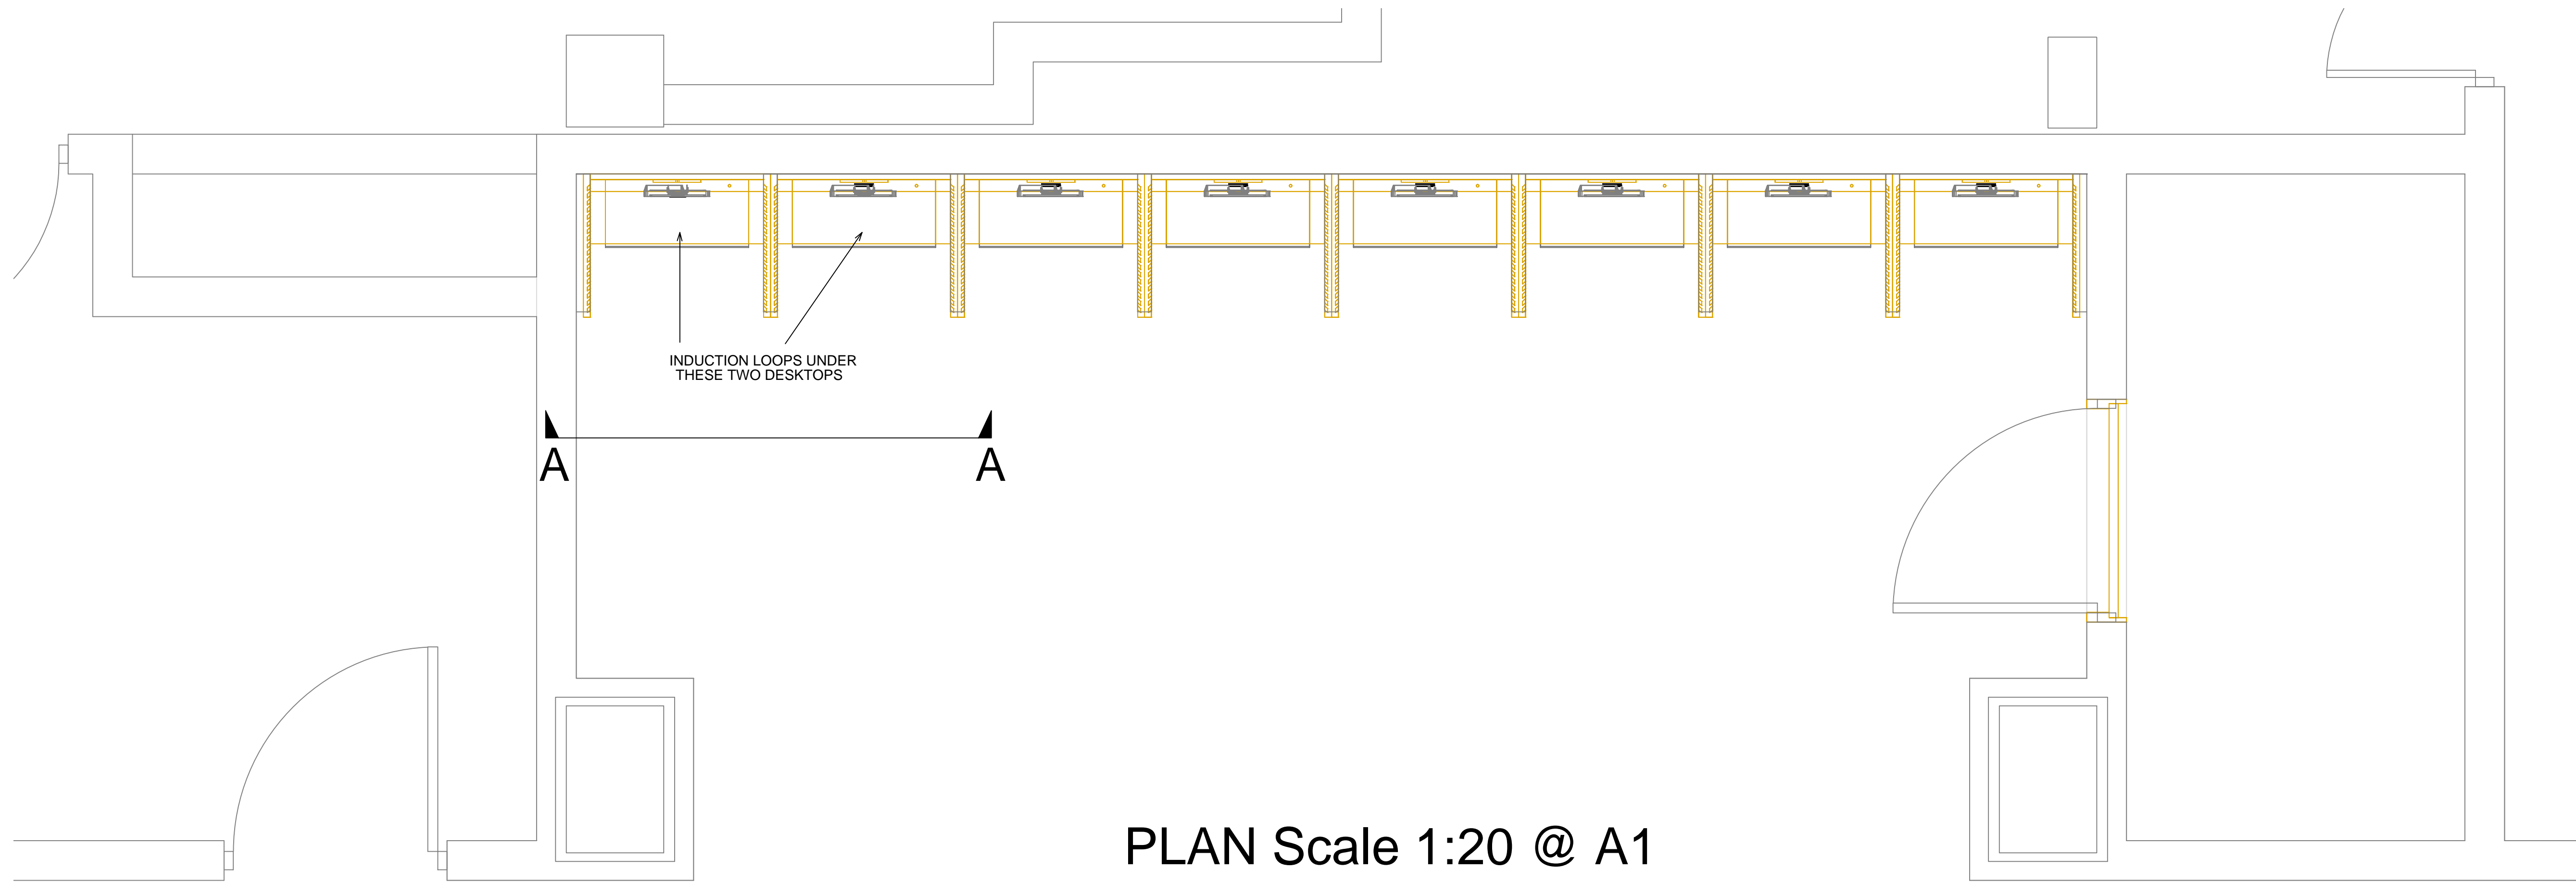 INDUCTION LOOPS UNDER
THESE TWO DESKTOPS
A A
PLAN Scale 1:20 @ A1